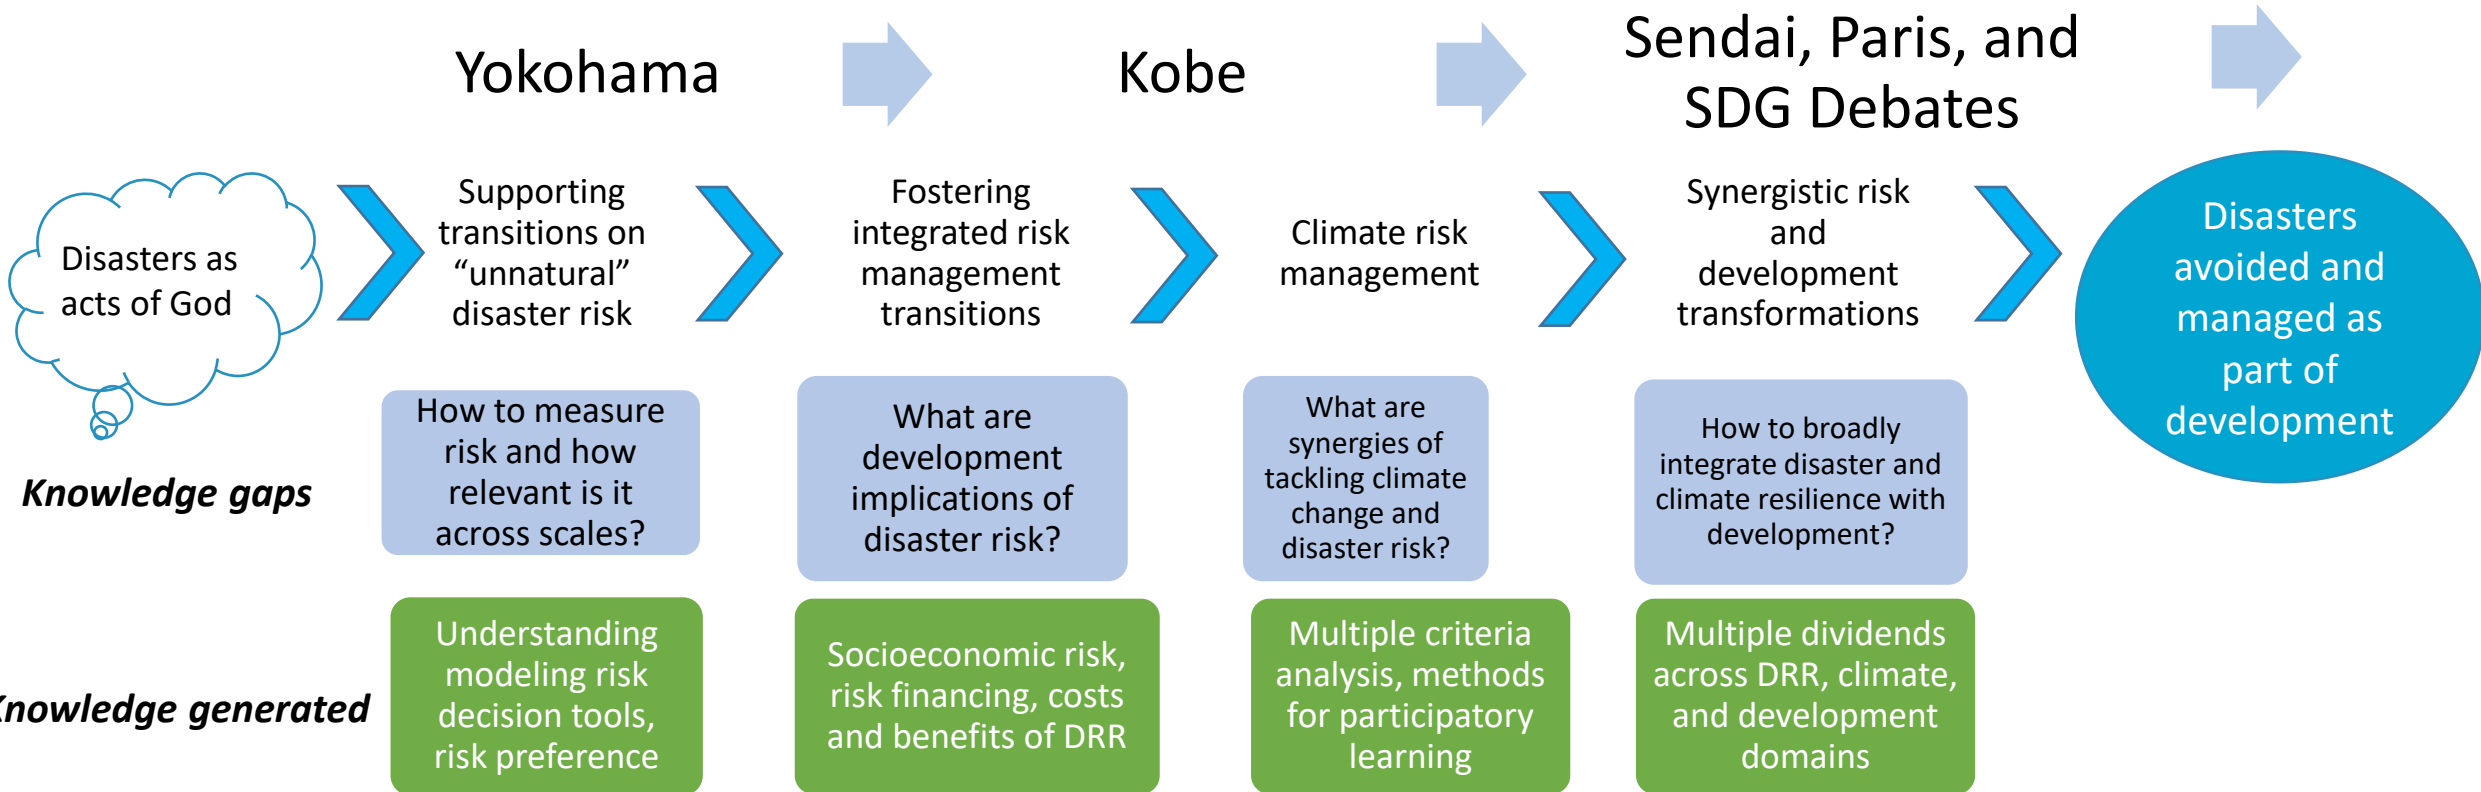 Yokohama
Kobe
Sendai, Paris, and
SDG Debates
Disasters as
acts of God
Supporting
transitions on
“unnatural”
disaster risk
Fostering
integrated risk
management
transitions
Climate risk
management
Synergistic risk
and
development
transformations
Disasters
avoided and
managed as
part of
development
Knowledge gaps
How to measure
risk and how
relevant is it
across scales?
What are
development
implications of
disaster risk?
What are
synergies of
tackling climate
change and
disaster risk?
How to broadly
integrate disaster and
climate resilience with
development?
Knowledge generated
Understanding
modeling risk
decision tools,
risk preference
Socioeconomic risk,
risk financing, costs
and benefits of DRR
Multiple criteria
analysis, methods
for participatory
learning
Multiple dividends
across DRR, climate,
and development
domains